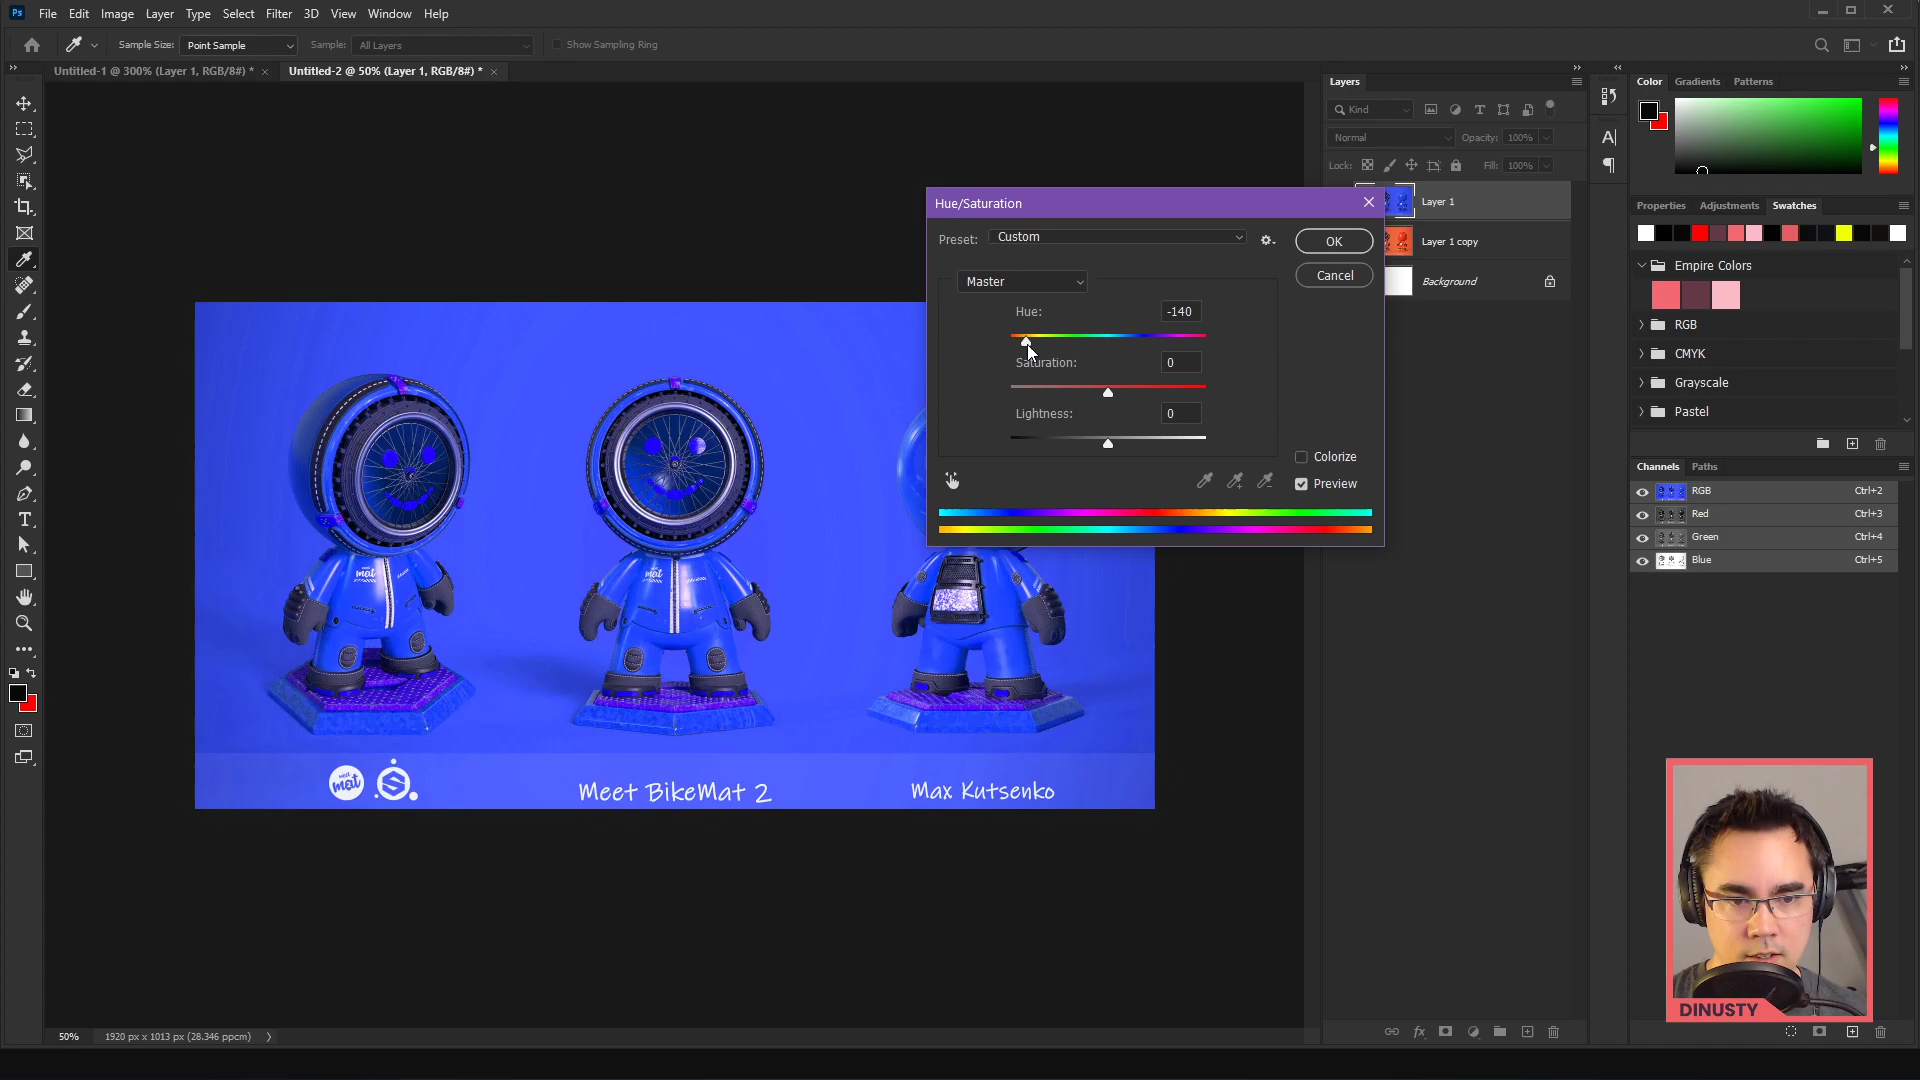 Ps File Edit Image Layer Type Select Filter 3D View Window Help
Sample Size: Point Sample Sample: All Layers Show Sampling Ring
Untitled-1 @ 300% (Layer 1, RGB/8#) * × Untitled-2 @ 50% (Layer 1, RGB/8#) * ×
Layers
Kind
Normal Opacity: 100%
Lock: Fill: 100%
Layer 1
Layer 1 copy
Background
Hue/Saturation
Preset: Custom
OK
Cancel
Master
Hue: -140
Saturation: 0
Lightness: 0
Colorize
Preview
Color Gradients Patterns
Properties Adjustments Swatches
Empire Colors
RGB
CMYK
Grayscale
Pastel
Channels Paths
RGB Ctrl+2
Red Ctrl+3
Green Ctrl+4
Blue Ctrl+5
mat
mat
meet mat S Meet BikeMat 2 Max Kutsenko
DINUSTY
50% 1920 px x 1013 px (28.346 ppcm)